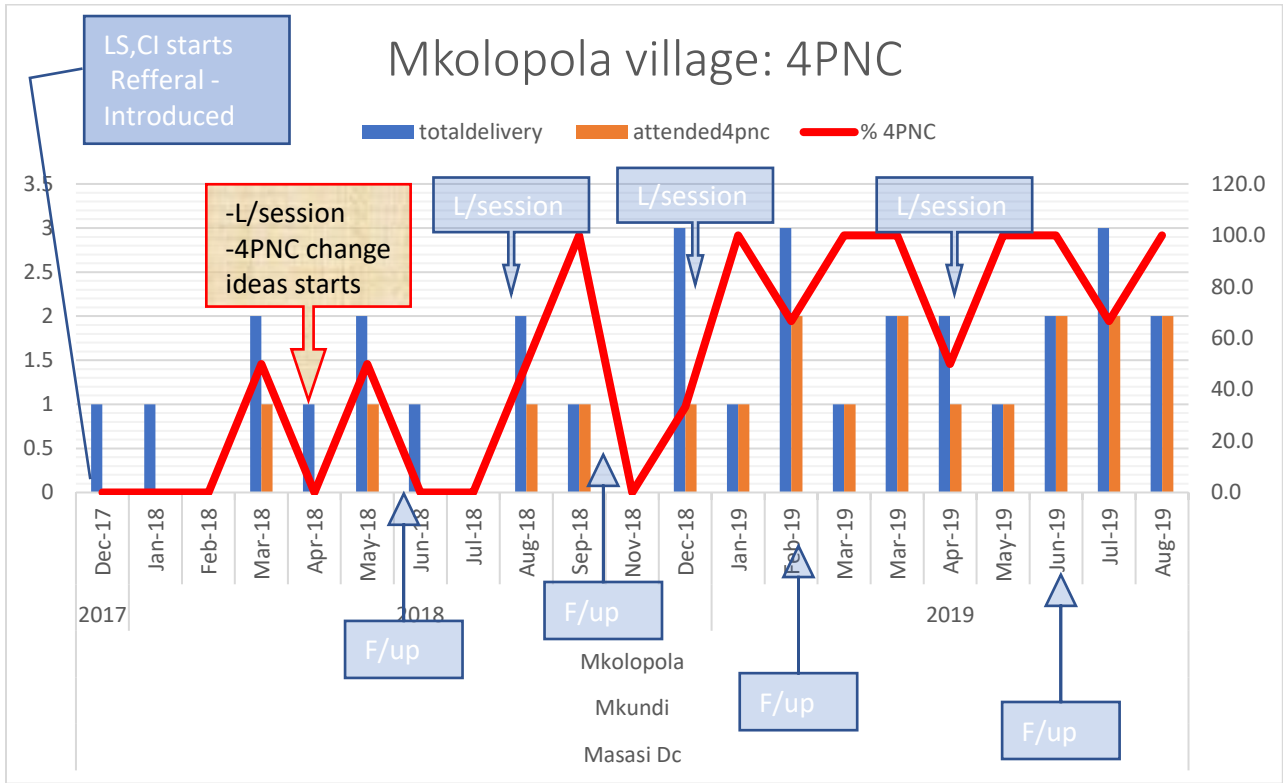 LS,CI starts
Refferal -
Introduced
Mkolopola village: 4PNC
totaldelivery
attended4pnc
% 4PNC
-L/session
-4PNC change
ideas starts
L/session
L/session
L/session
3.5
3
2.5
2
1.5
1
0.5
0
120.0
100.0
80.0
60.0
40.0
20.0
0.0
Dec-17
Jan-18
Feb-18
Mar-18
Apr-18
May-18
Jun-18
Jul-18
Aug-18
Sep-18
Nov-18
Dec-18
Jan-19
Feb-19
Mar-19
Mar-19
Apr-19
May-19
Jun-19
Jul-19
Aug-19
2017
2018
2019
F/up
F/up
F/up
F/up
Mkolopola
Mkundi
Masasi Dc